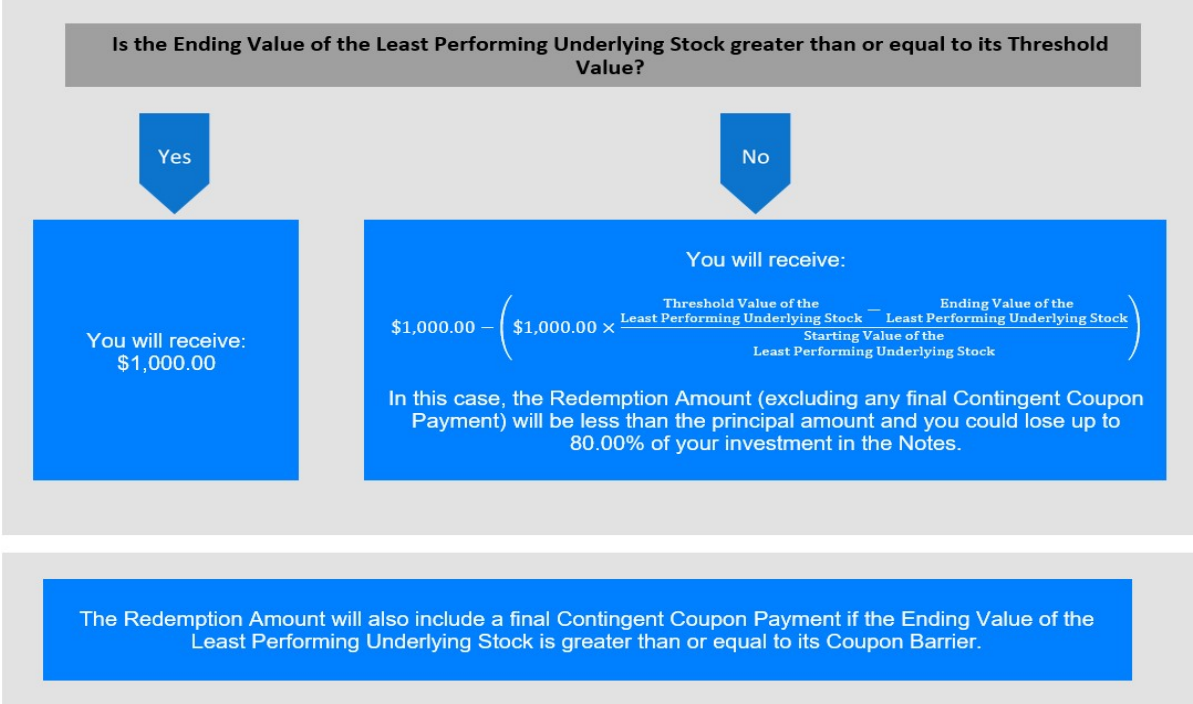 Is the Ending Value of the Least Performing Underlying Stock greater than or equal to its Threshold
Value?
Yes
No
You will receive:
$1,000.00
You will receive:
$1,000.00 − ($1,000.00 × (Threshold Value of the Least Performing Underlying Stock − Ending Value of the Least Performing Underlying Stock) / Starting Value of the Least Performing Underlying Stock)
In this case, the Redemption Amount (excluding any final Contingent Coupon
Payment) will be less than the principal amount and you could lose up to
80.00% of your investment in the Notes.
The Redemption Amount will also include a final Contingent Coupon Payment if the Ending Value of the
Least Performing Underlying Stock is greater than or equal to its Coupon Barrier.